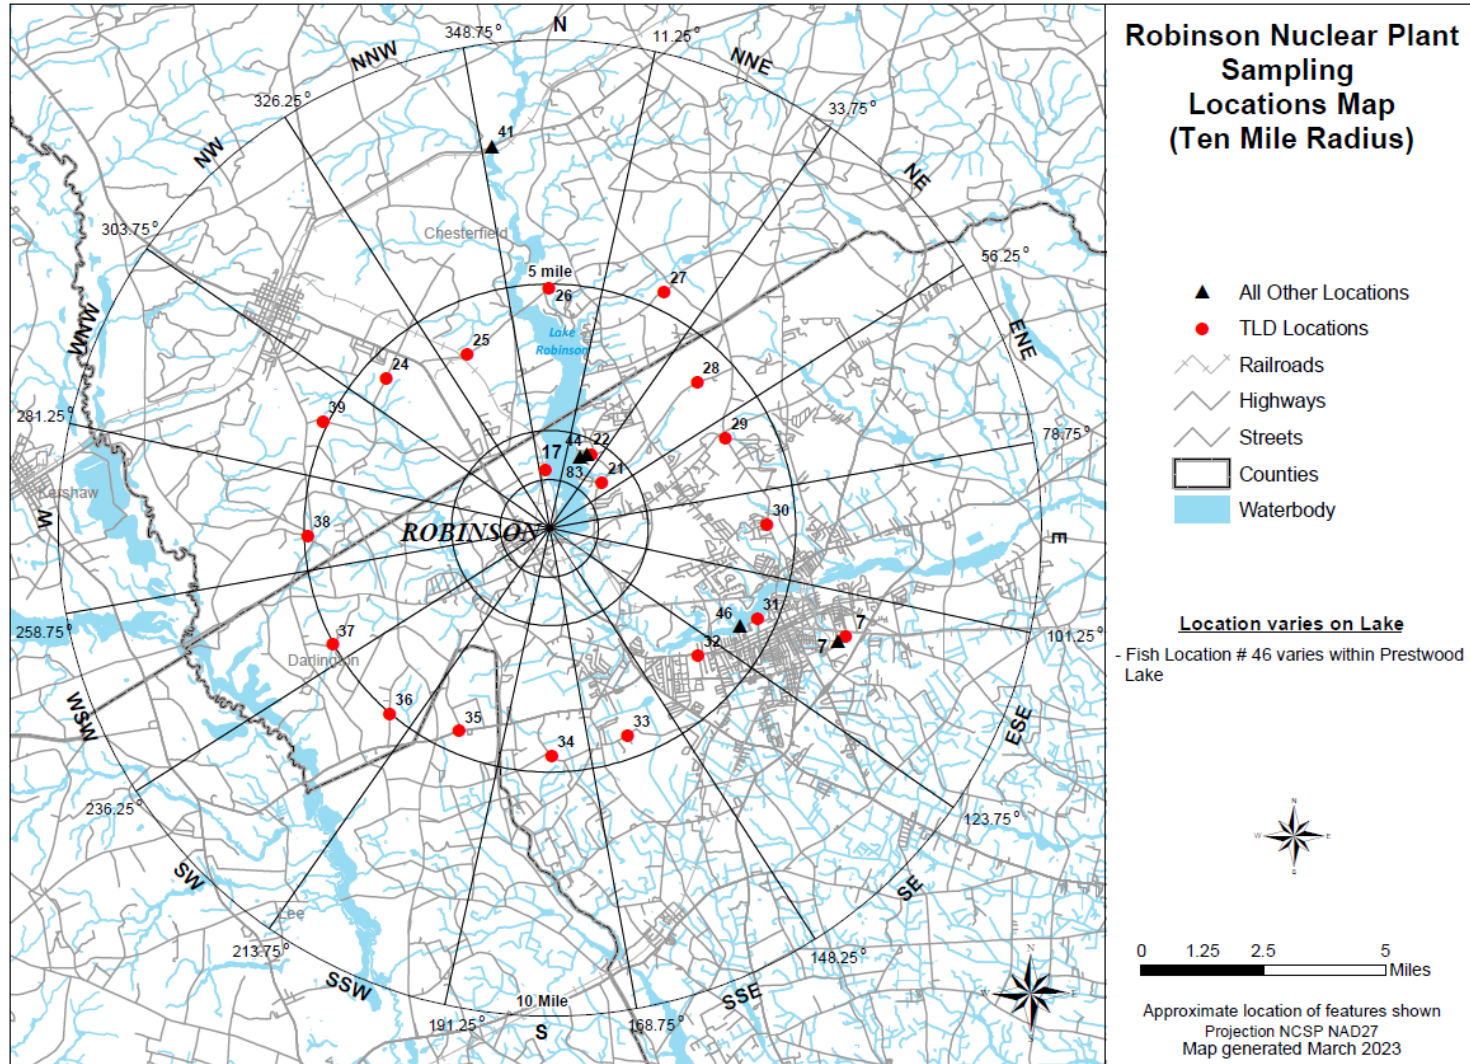 Robinson Nuclear Plant
Sampling
Locations Map
(Ten Mile Radius)
All Other Locations
TLD Locations
Railroads
Highways
Streets
Counties
Waterbody
Location varies on Lake
- Fish Location # 46 varies within Prestwood
Lake
N
W E
S
0 1.25 2.5 5
Miles
Approximate location of features shown
Projection NCSP NAD27
Map generated March 2023
348.75°
N
11.25°
NNW
NNE
326.25°
33.75°
41
NW
NE
303.75°
Chesterfield
56.25°
5 mile
26
27
WNW
Lake
Robinson
ENE
25
24
28
281.25°
39
29
78.75°
44
22
17
83
21
Kershaw
W
38
ROBINSON
30
E
46
31
7
7
258.75°
37
32
101.25°
Darlington
WSW
36
35
33
34
ESE
236.25°
123.75°
SW
SE
Lee
213.75°
148.25°
SSW
10 Mile
SSE
191.25°
S
168.75°
N
W E
S